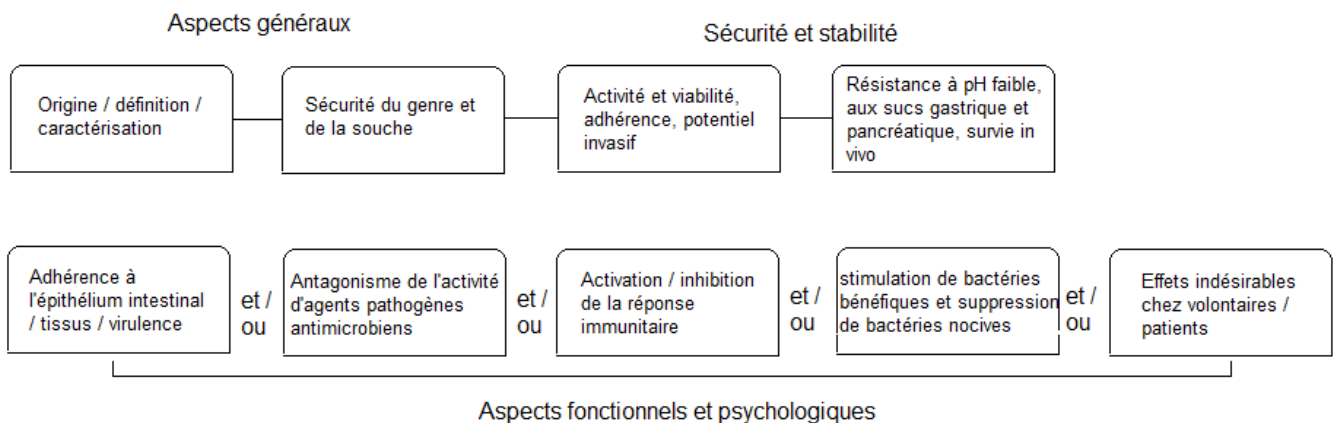 Aspects généraux
Sécurité et stabilité
Origine / définition /
caractérisation
Sécurité du genre et
de la souche
Activité et viabilité,
adhérence, potentiel
invasif
Résistance à pH faible,
aux sucs gastrique et
pancréatique, survie in
vivo
Adhérence à
l'épithélium intestinal
/ tissus / virulence
et /
ou
Antagonisme de l'activité
d'agents pathogènes
antimicrobiens
et /
ou
Activation / inhibition
de la réponse
immunitaire
et /
ou
stimulation de bactéries
bénéfiques et suppression
de bactéries nocives
et /
ou
Effets indésirables
chez volontaires /
patients
Aspects fonctionnels et psychologiques